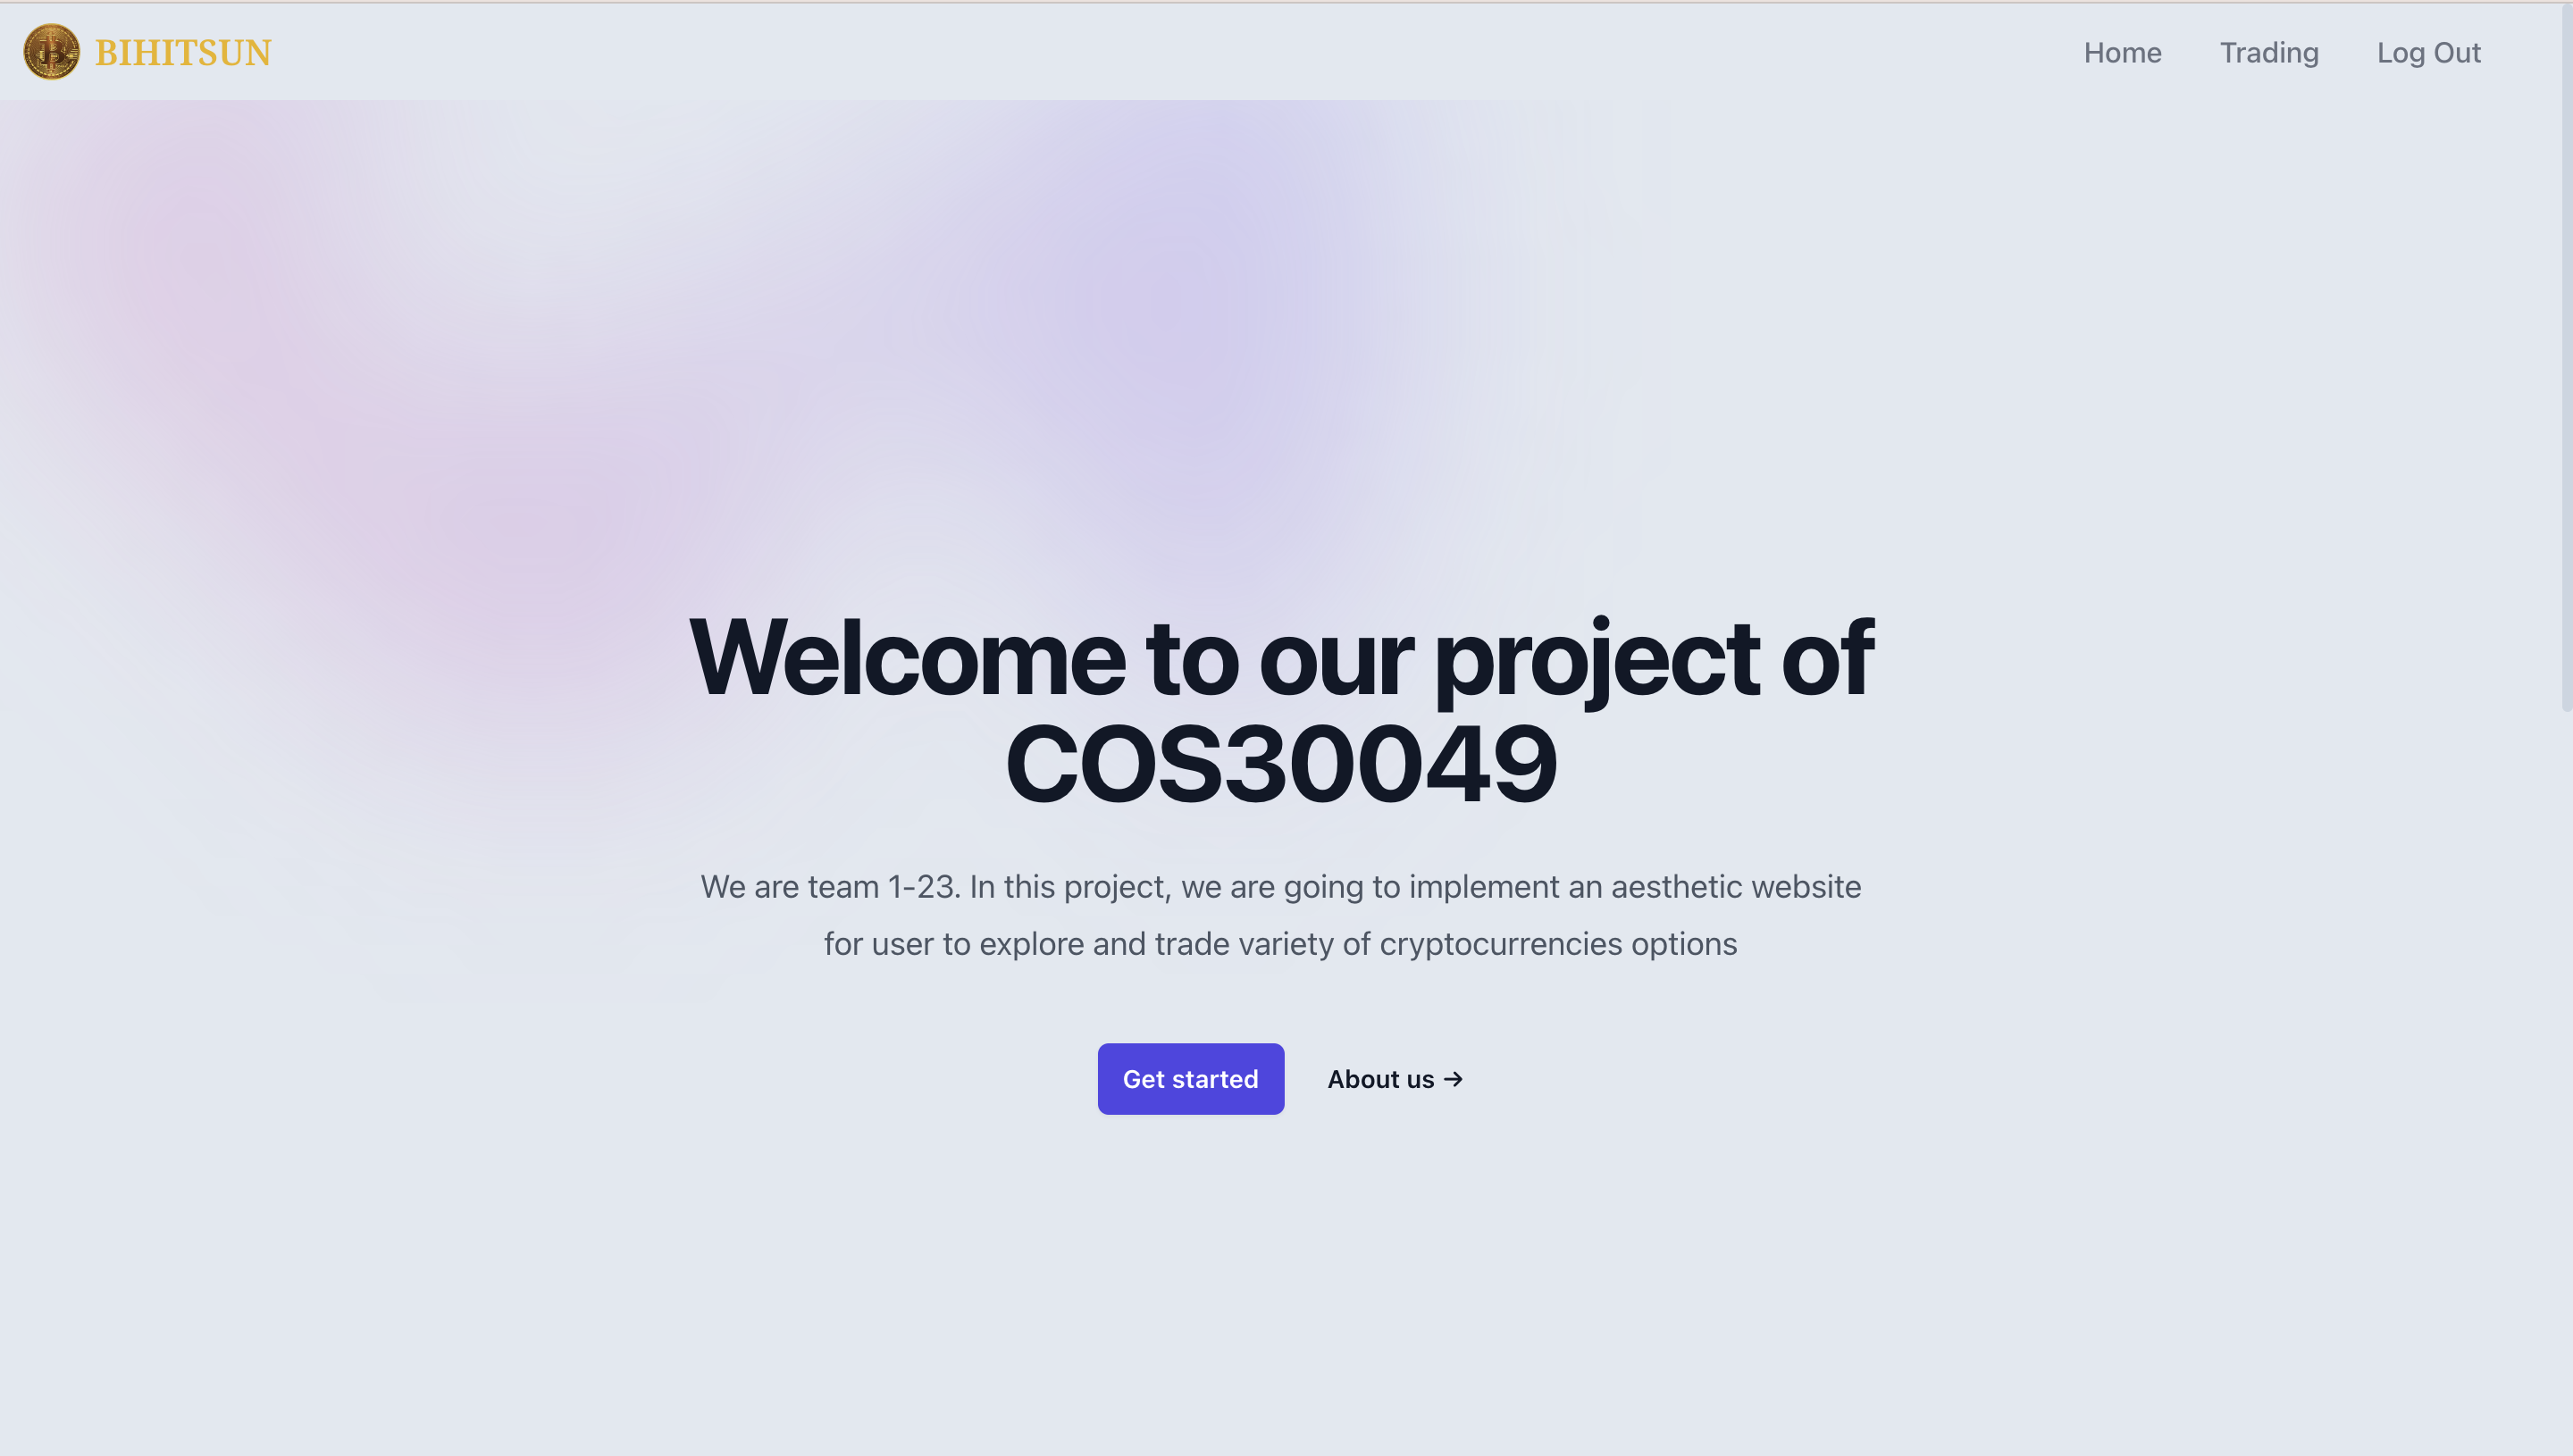 BIHITSUN
Home Trading Log Out
Welcome to our project of
COS30049
We are team 1-23. In this project, we are going to implement an aesthetic website
for user to explore and trade variety of cryptocurrencies options
Get started About us →